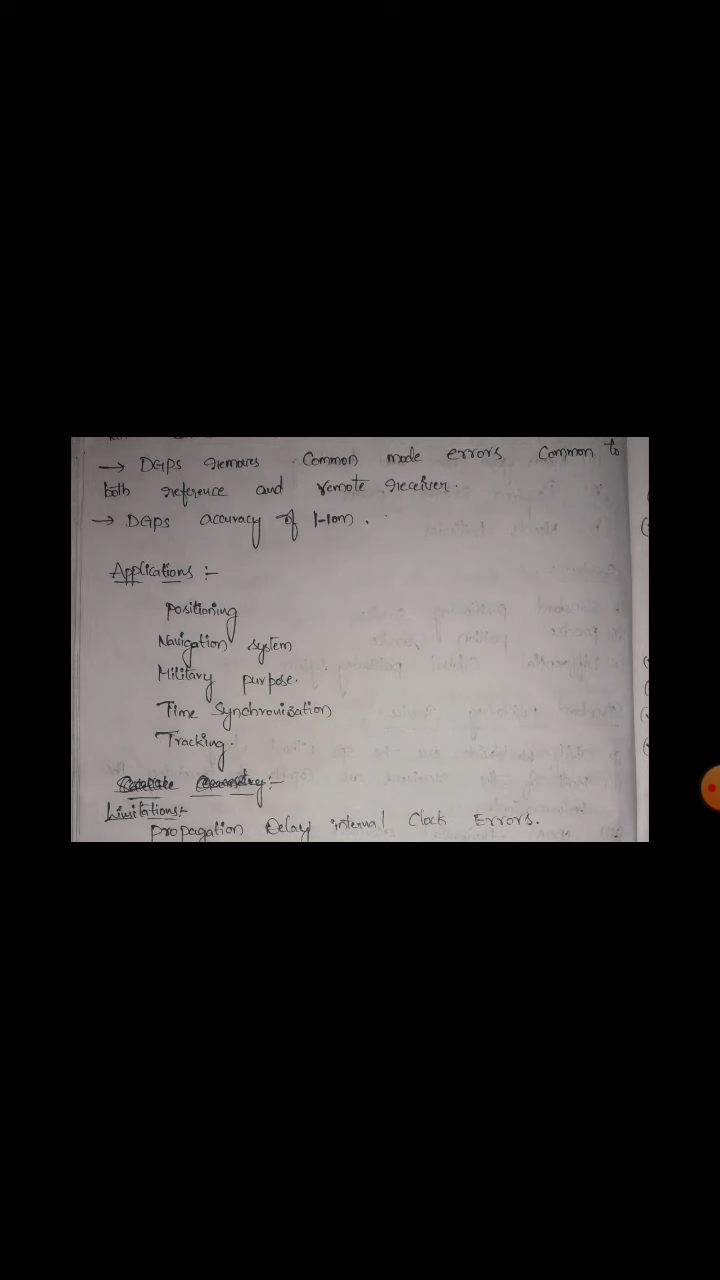 → DGPS removes Common mode errors Common to
both reference and remote receiver.
→ DGPS accuracy of 1-10m.
Applications :-
Positioning
Navigation system
Military purpose.
Time Synchronization
Tracking.
Limitations:-
Propagation Delay internal Clock Errors.